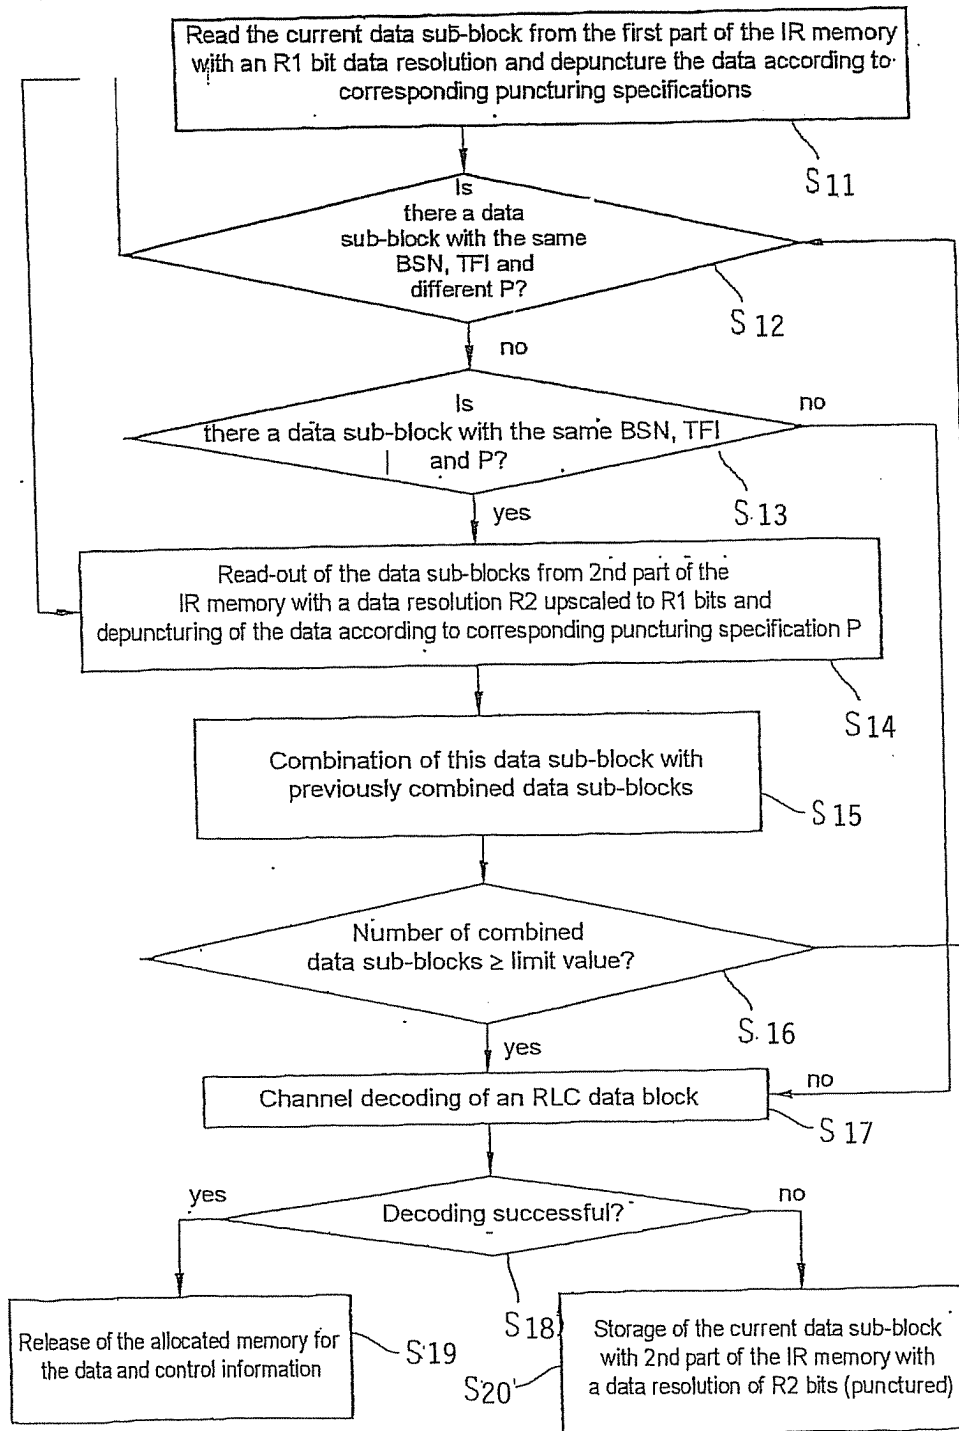 Read the current data sub-block from the first part of the IR memory
with an R1 bit data resolution and depuncture the data according to
corresponding puncturing specifications
S11
Is
there a data
sub-block with the same
BSN, TFI and
different P?
S 12
no
Is
there a data sub-block with the same BSN, TFI
and P?
no
S 13
yes
Read-out of the data sub-blocks from 2nd part of the
IR memory with a data resolution R2 upscaled to R1 bits and
depuncturing of the data according to corresponding puncturing specification P
S14
Combination of this data sub-block with
previously combined data sub-blocks
S 15
Number of combined
data sub-blocks ≥ limit value?
S 16
yes
no
Channel decoding of an RLC data block
S 17
yes
no
Decoding successful?
S18
Release of the allocated memory for
the data and control information
S19
Storage of the current data sub-block
with 2nd part of the IR memory with
a data resolution of R2 bits (punctured)
S20